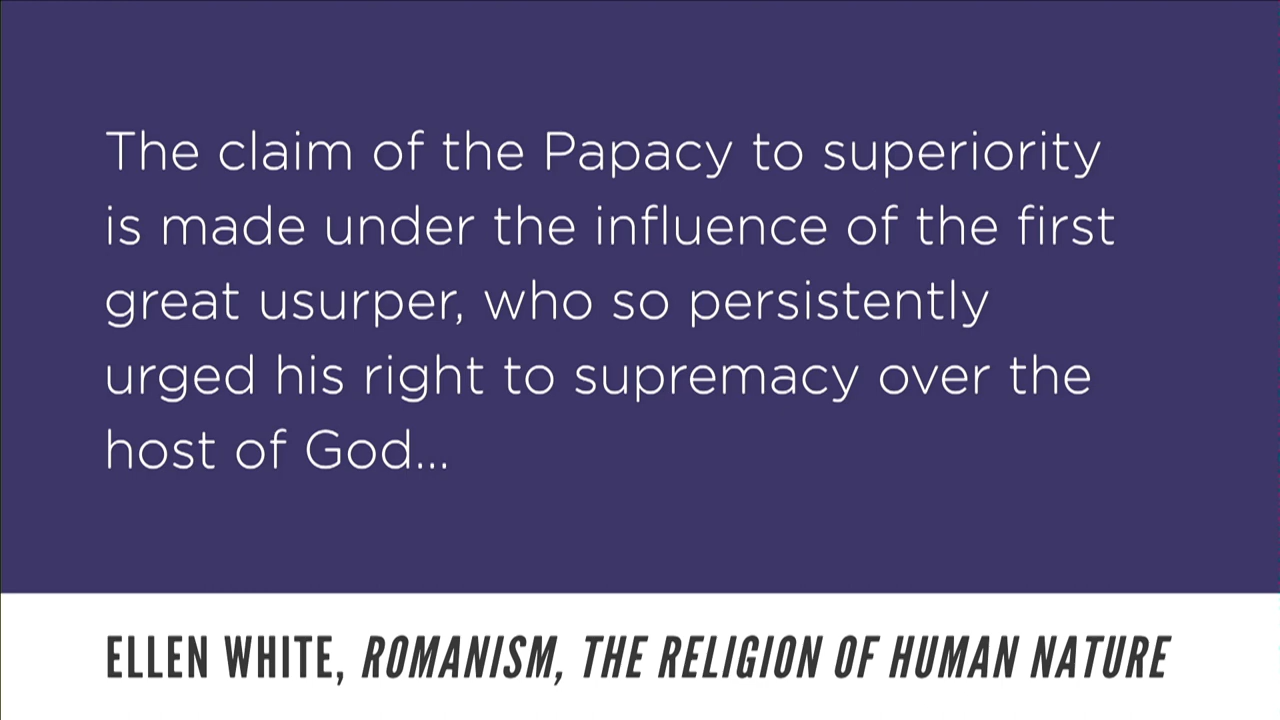 The claim of the Papacy to superiority
is made under the influence of the first
great usurper, who so persistently
urged his right to supremacy over the
host of God...
ELLEN WHITE, ROMANISM, THE RELIGION OF HUMAN NATURE